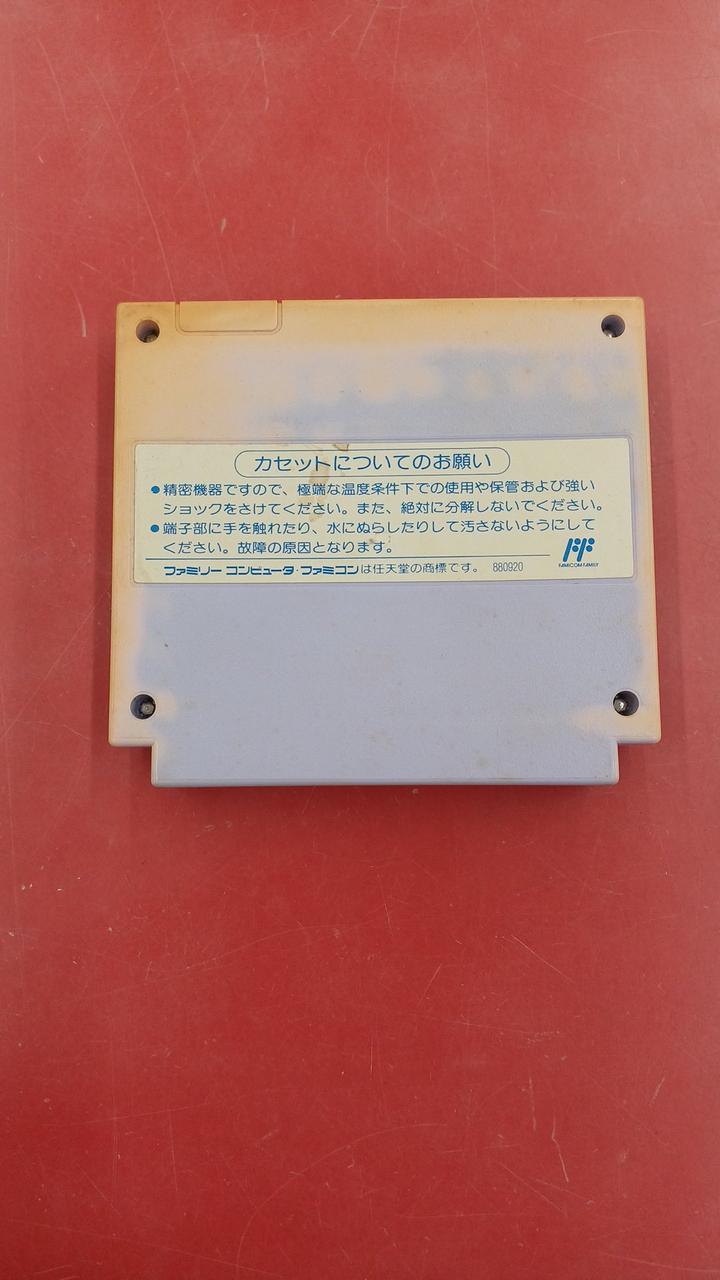 カセットについてのお願い
●精密機器ですので、極端な温度条件下での使用や保管および強い
ショックをさけてください。また、絶対に分解しないでください。
●端子部に手を触れたり、水にぬらしたりして汚さないようにして
ください。故障の原因となります。
ファミリー コンピュータ・ファミコンは任天堂の商標です。 880920
FAMICOM FAMILY